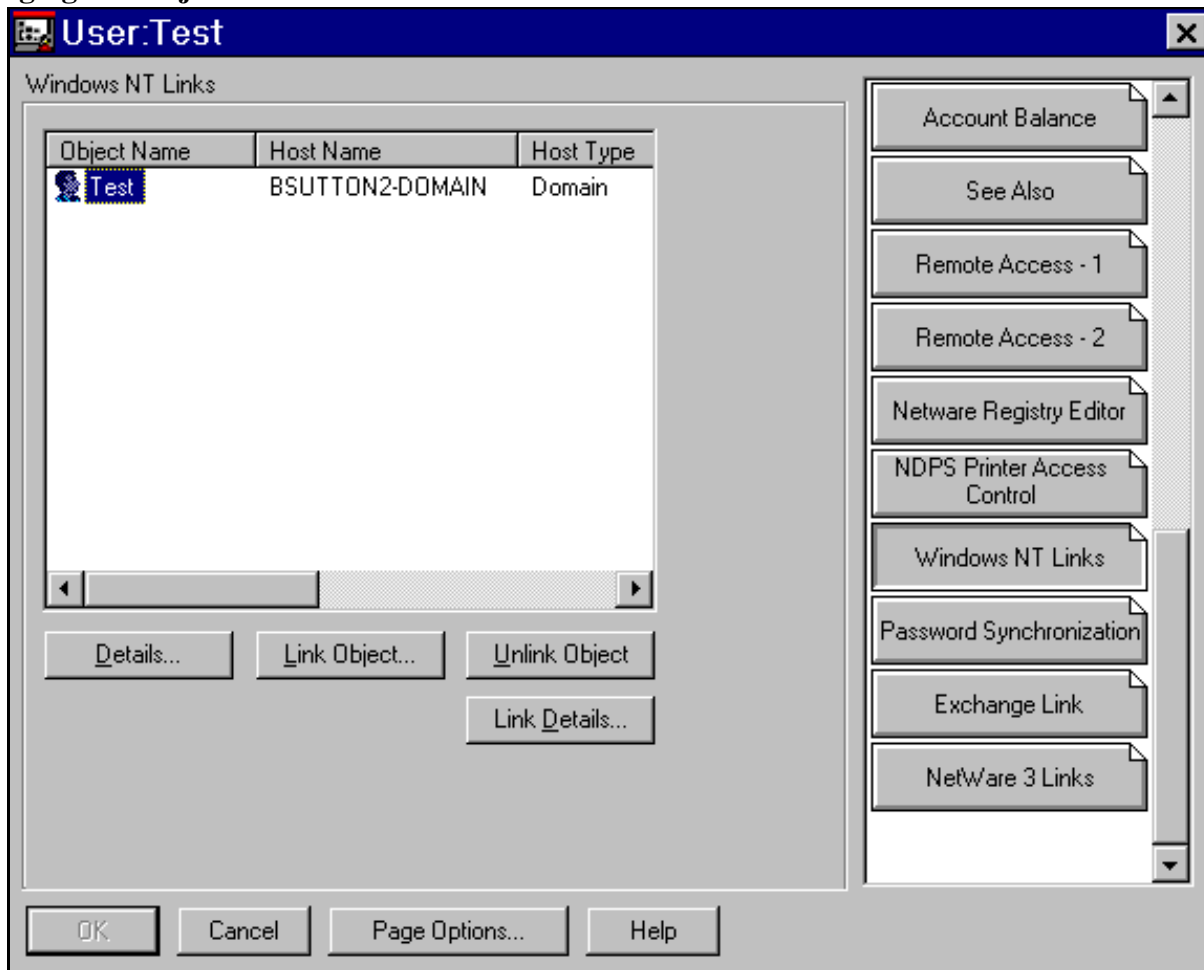 User:Test
Windows NT Links
Object Name Host Name Host Type
Test BSUTTON2-DOMAIN Domain
Details... Link Object... Unlink Object
Link Details...
Account Balance
See Also
Remote Access - 1
Remote Access - 2
Netware Registry Editor
NDPS Printer Access
Control
Windows NT Links
Password Synchronization
Exchange Link
NetWare 3 Links
OK Cancel Page Options... Help